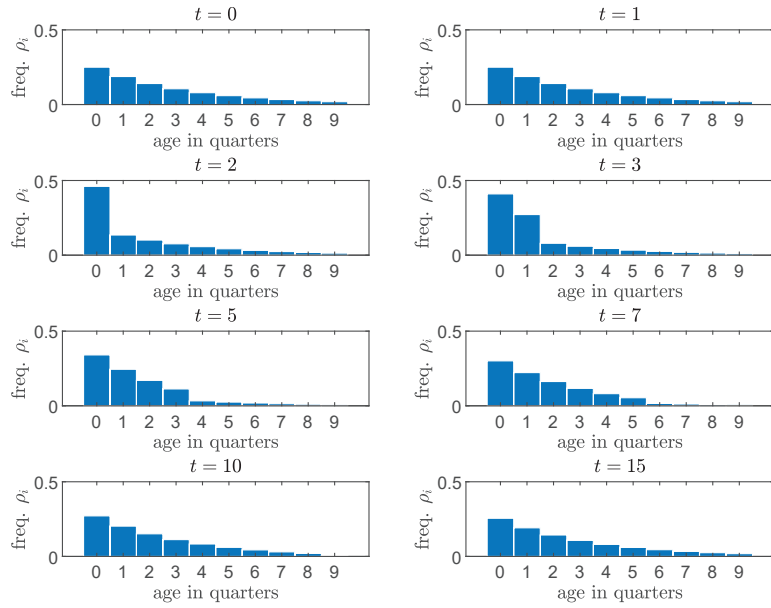 t = 0
0.5
0
freq. ρᵢ
0 1 2 3 4 5 6 7 8 9
age in quarters
t = 1
0.5
0
freq. ρᵢ
0 1 2 3 4 5 6 7 8 9
age in quarters
t = 2
0.5
0
freq. ρᵢ
0 1 2 3 4 5 6 7 8 9
age in quarters
t = 3
0.5
0
freq. ρᵢ
0 1 2 3 4 5 6 7 8 9
age in quarters
t = 5
0.5
0
freq. ρᵢ
0 1 2 3 4 5 6 7 8 9
age in quarters
t = 7
0.5
0
freq. ρᵢ
0 1 2 3 4 5 6 7 8 9
age in quarters
t = 10
0.5
0
freq. ρᵢ
0 1 2 3 4 5 6 7 8 9
age in quarters
t = 15
0.5
0
freq. ρᵢ
0 1 2 3 4 5 6 7 8 9
age in quarters